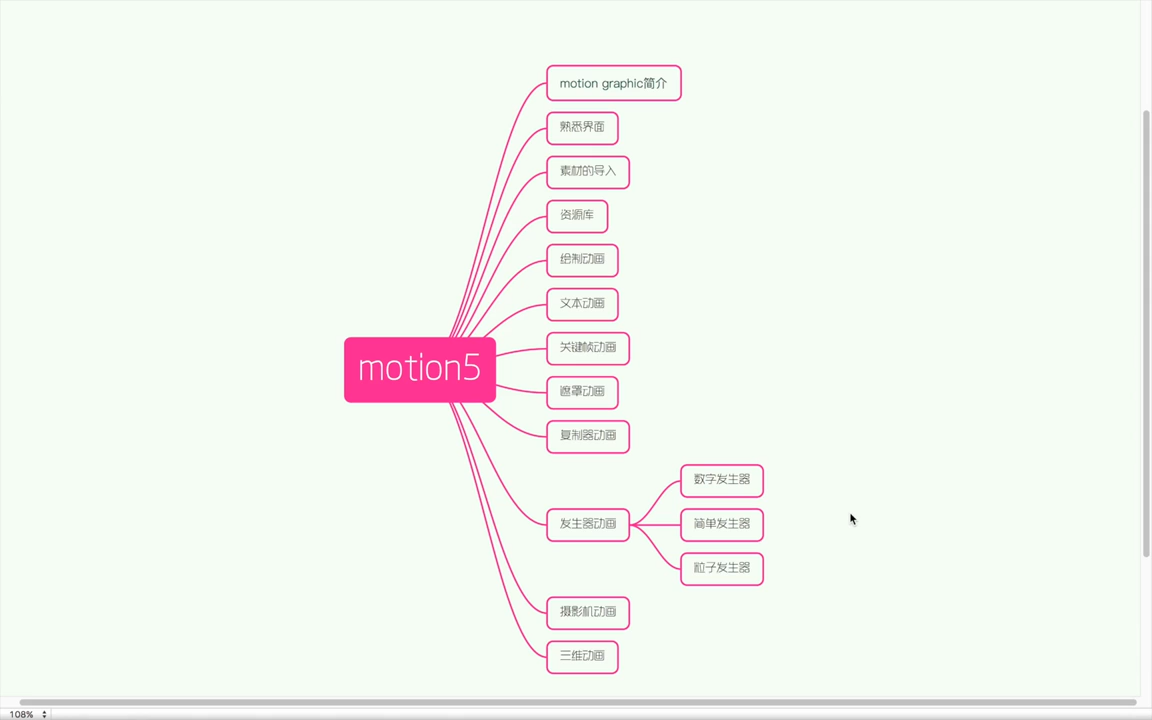 motion graphic简介
熟悉界面
素材的导入
资源库
绘制动画
文本动画
关键帧动画
motion5
遮罩动画
复制器动画
数字发生器
发生器动画
简单发生器
粒子发生器
摄影机动画
三维动画
108%